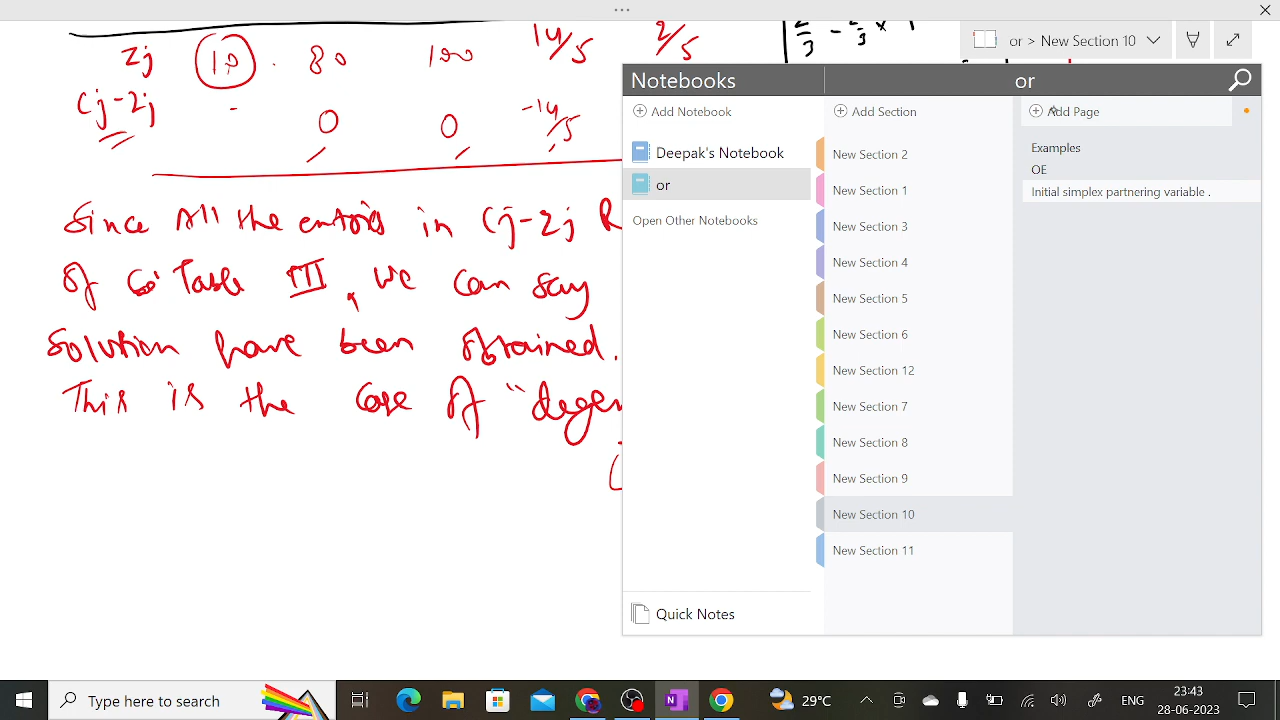 or > New Section 10
Zj 10 80 100 14/5 2/5
Cj-Zj - 0 0 -14/5
Since All the entries in Cj-Zj R
of Table III, we can say
solution have been obtained.
This is the case of "degen
Notebooks
or
Add Notebook
Add Section
Add Page
Deepak's Notebook
or
Open Other Notebooks
New Section 2
New Section 1
New Section 3
New Section 4
New Section 5
New Section 6
New Section 12
New Section 7
New Section 8
New Section 9
New Section 10
New Section 11
Examples
OE
Initial simplex partnering variable .
Quick Notes
Type here to search
29°C
ENG
28-06-2023